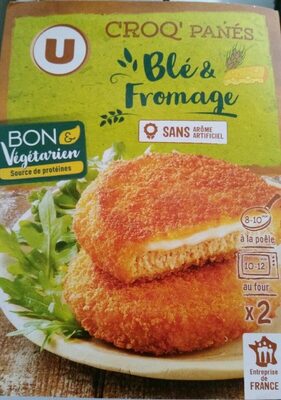 U
CROQ' PANÉS
Blé &
Fromage
SANS ARÔME
ARTIFICIEL
BON &
Végétarien
Source de protéines
8-10
à la poêle
10-12
au four
x2
Entreprise
de
FRANCE